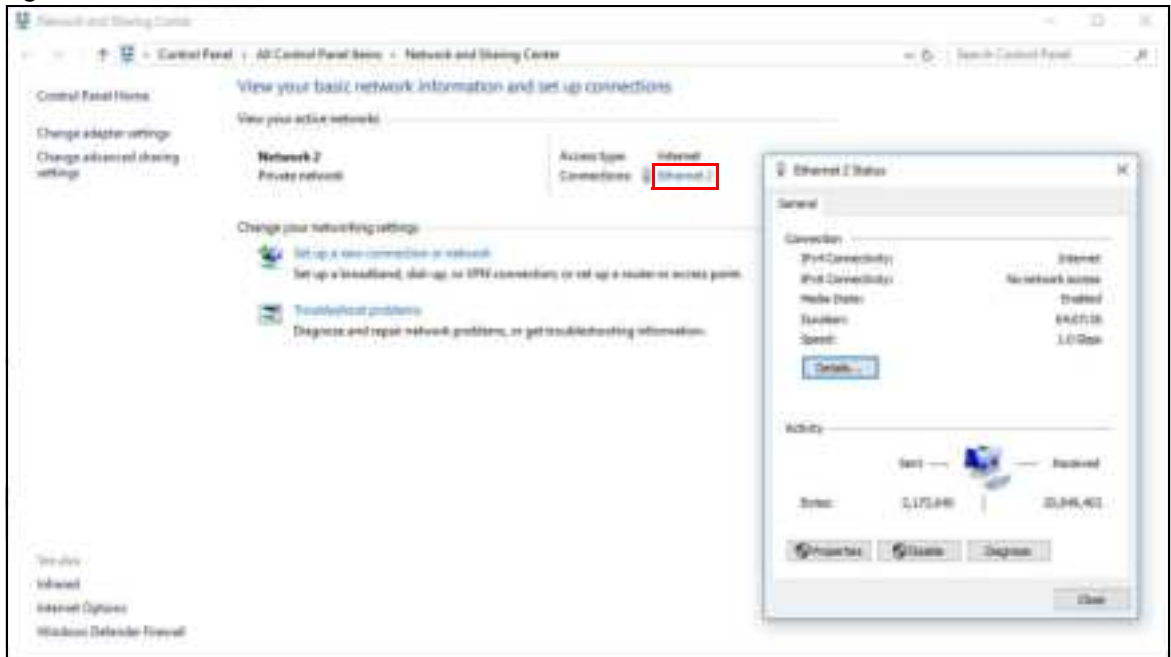 Network and Sharing Center
Control Panel › All Control Panel Items › Network and Sharing Center
Search Control Panel
Control Panel Home
Change adapter settings
Change advanced sharing
settings
View your basic network information and set up connections
View your active networks
Network 2
Private network
Access type: Internet
Connections: Ethernet 2
Change your networking settings
Set up a new connection or network
Set up a broadband, dial-up, or VPN connection; or set up a router or access point.
Troubleshoot problems
Diagnose and repair network problems, or get troubleshooting information.
See also
Infrared
Internet Options
Windows Defender Firewall
Ethernet 2 Status
General
Connection
IPv4 Connectivity: Internet
IPv6 Connectivity: No network access
Media State: Enabled
Duration:
Speed: 1.0 Gbps
Details...
Activity
Sent — — Received
Bytes:
Properties
Disable
Diagnose
Close